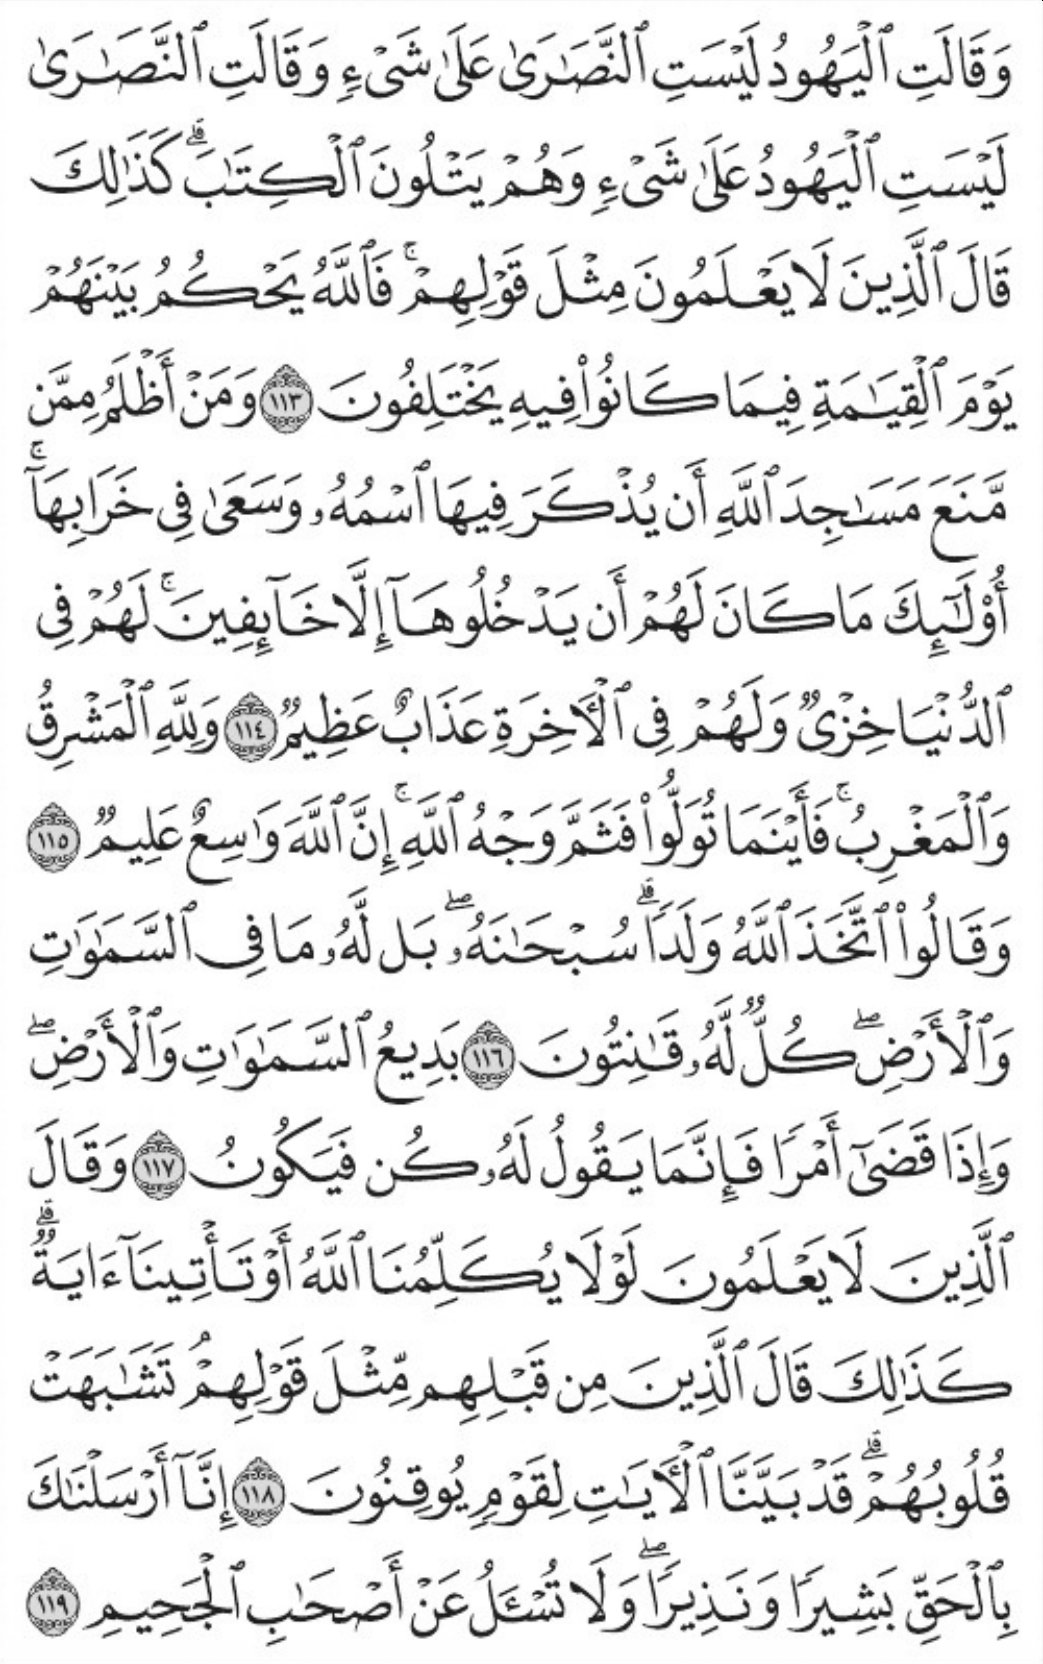 وَقَالَتِ ٱلْيَهُودُ لَيْسَتِ ٱلنَّصَـٰرَىٰ عَلَىٰ شَىْءٍ وَقَالَتِ ٱلنَّصَـٰرَىٰ
لَيْسَتِ ٱلْيَهُودُ عَلَىٰ شَىْءٍ وَهُمْ يَتْلُونَ ٱلْكِتَـٰبَ ۗ كَذَٰلِكَ
قَالَ ٱلَّذِينَ لَا يَعْلَمُونَ مِثْلَ قَوْلِهِمْ ۚ فَٱللَّهُ يَحْكُمُ بَيْنَهُمْ
يَوْمَ ٱلْقِيَـٰمَةِ فِيمَا كَانُوا۟ فِيهِ يَخْتَلِفُونَ ١١٣ وَمَنْ أَظْلَمُ مِمَّن
مَّنَعَ مَسَـٰجِدَ ٱللَّهِ أَن يُذْكَرَ فِيهَا ٱسْمُهُۥ وَسَعَىٰ فِى خَرَابِهَآ ۚ
أُو۟لَـٰٓئِكَ مَا كَانَ لَهُمْ أَن يَدْخُلُوهَآ إِلَّا خَآئِفِينَ ۚ لَهُمْ فِى
ٱلدُّنْيَا خِزْىٌ وَلَهُمْ فِى ٱلْـَٔاخِرَةِ عَذَابٌ عَظِيمٌ ١١٤ وَلِلَّهِ ٱلْمَشْرِقُ
وَٱلْمَغْرِبُ ۚ فَأَيْنَمَا تُوَلُّوا۟ فَثَمَّ وَجْهُ ٱللَّهِ ۚ إِنَّ ٱللَّهَ وَٰسِعٌ عَلِيمٌ ١١٥
وَقَالُوا۟ ٱتَّخَذَ ٱللَّهُ وَلَدًا ۗ سُبْحَـٰنَهُۥ ۖ بَل لَّهُۥ مَا فِى ٱلسَّمَـٰوَٰتِ
وَٱلْأَرْضِ ۖ كُلٌّ لَّهُۥ قَـٰنِتُونَ ١١٦ بَدِيعُ ٱلسَّمَـٰوَٰتِ وَٱلْأَرْضِ ۖ
وَإِذَا قَضَىٰٓ أَمْرًا فَإِنَّمَا يَقُولُ لَهُۥ كُن فَيَكُونُ ١١٧ وَقَالَ
ٱلَّذِينَ لَا يَعْلَمُونَ لَوْلَا يُكَلِّمُنَا ٱللَّهُ أَوْ تَأْتِينَآ ءَايَةٌ ۗ
كَذَٰلِكَ قَالَ ٱلَّذِينَ مِن قَبْلِهِم مِّثْلَ قَوْلِهِمْ ۘ تَشَـٰبَهَتْ
قُلُوبُهُمْ ۗ قَدْ بَيَّنَّا ٱلْـَٔايَـٰتِ لِقَوْمٍ يُوقِنُونَ ١١٨ إِنَّآ أَرْسَلْنَـٰكَ
بِٱلْحَقِّ بَشِيرًا وَنَذِيرًا ۖ وَلَا تُسْـَٔلُ عَنْ أَصْحَـٰبِ ٱلْجَحِيمِ ١١٩